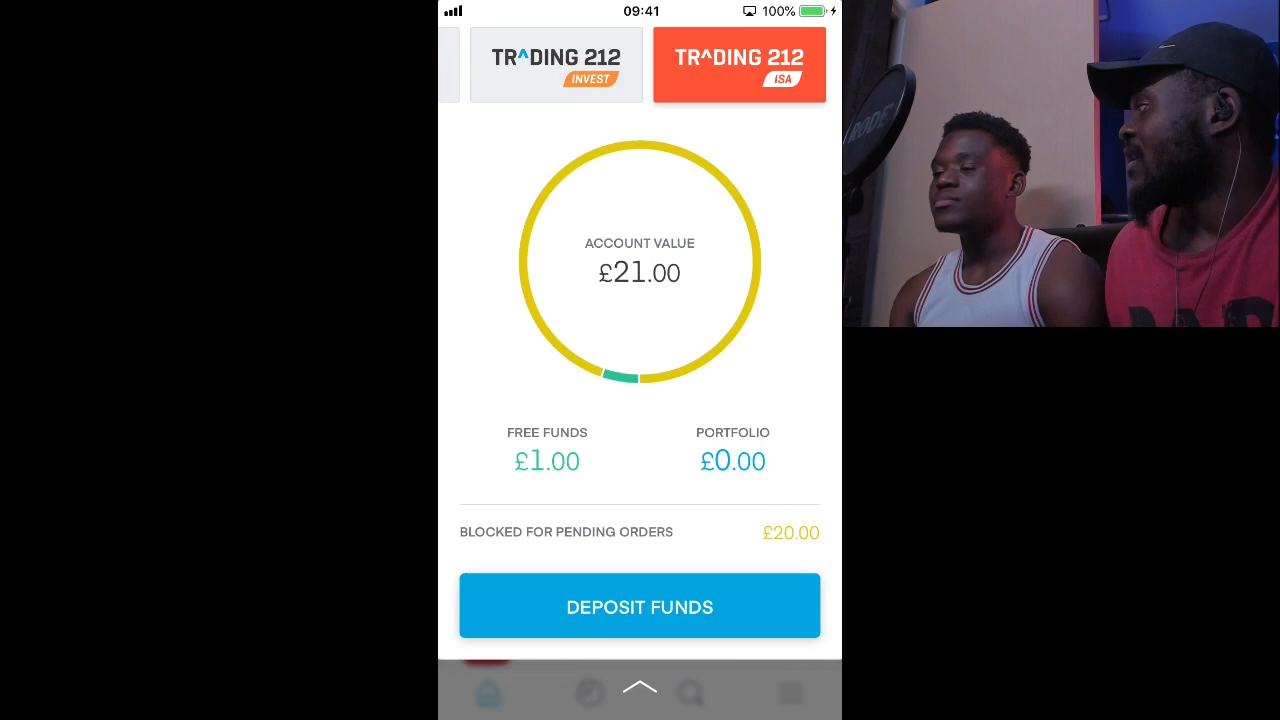 09:41
100%
TR^DING 212
INVEST
TR^DING 212
ISA
RODE
ACCOUNT VALUE
£21.00
FREE FUNDS
£1.00
PORTFOLIO
£0.00
BLOCKED FOR PENDING ORDERS
£20.00
DEPOSIT FUNDS